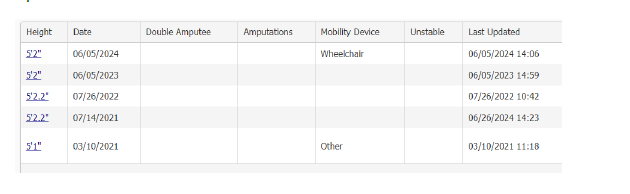 Height Date Double Amputee Amputations Mobility Device Unstable Last Updated
5'2" 06/05/2024 Wheelchair 06/05/2024 14:06
5'2" 06/05/2023 06/05/2023 14:59
5'2.2" 07/26/2022 07/26/2022 10:42
5'2.2" 07/14/2021 06/26/2024 14:23
5'1" 03/10/2021 Other 03/10/2021 11:18